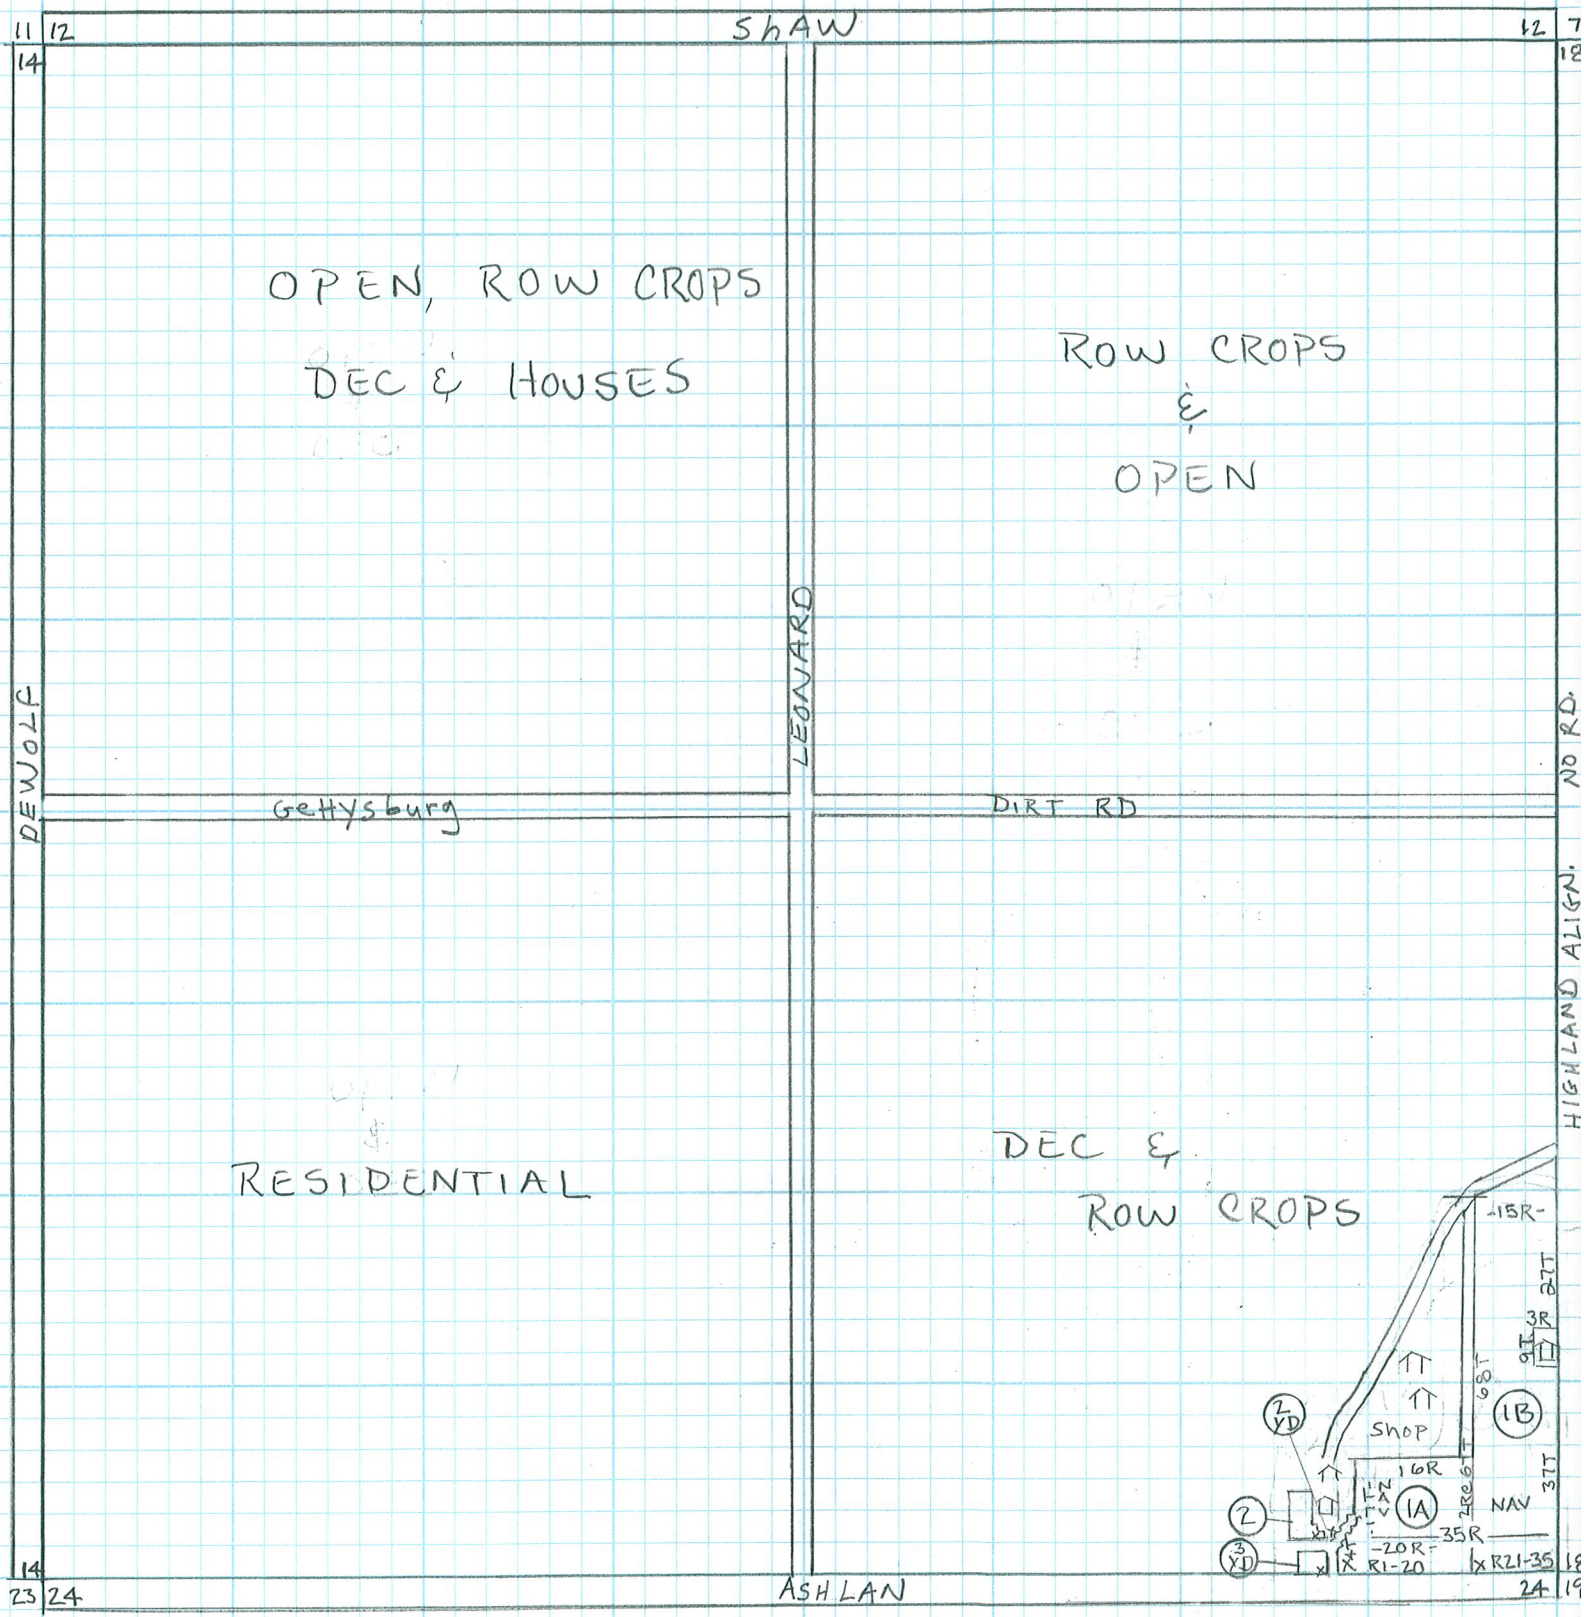 11 12
SHAW
12 7
14
18
OPEN, ROW CROPS
DEC & HOUSES
ROW CROPS
&
OPEN
LEONARD
DEWOLF
NO RD.
Gettysburg
DIRT RD
HIGHLAND ALIGN.
RESIDENTIAL
DEC &
ROW CROPS
-15R-
27T
3R
9T
68T
1B
2 YD
Shop
16R
6T
37T
2
1A
2RC
NAV
-35R-
3 YD
-20R-
R1-20
X R21-35
14
18
23 24
ASHLAN
24 19